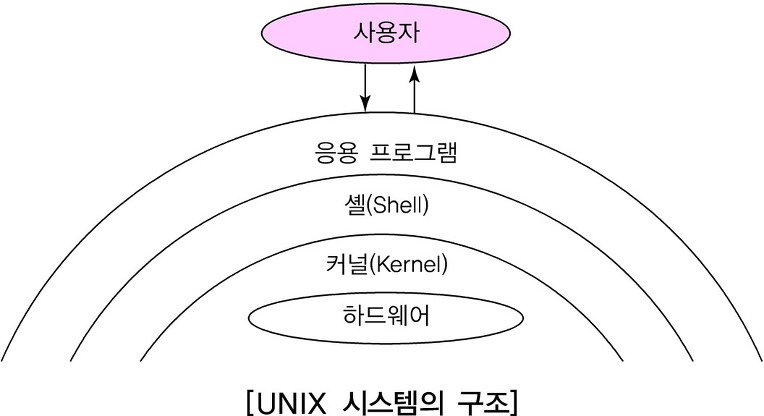 사용자
응용 프로그램
셸(Shell)
커널(Kernel)
하드웨어
[UNIX 시스템의 구조]